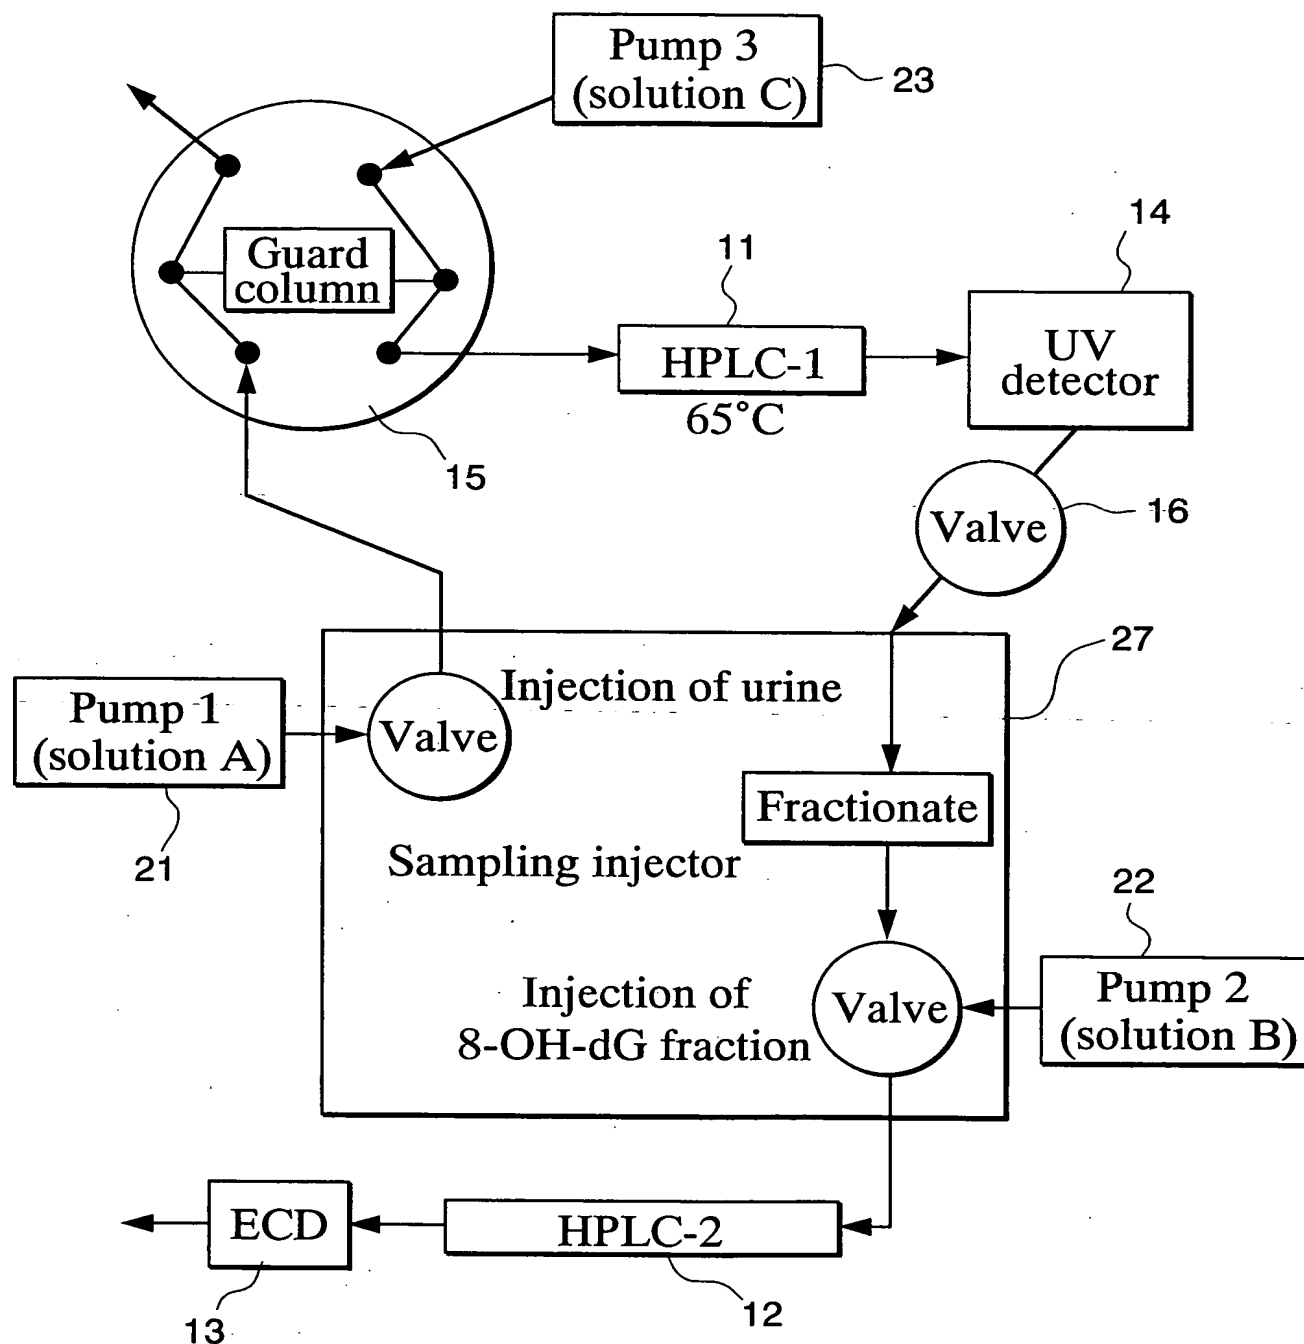 Pump 3
(solution C)
23
Guard
column
11
14
HPLC-1
65°C
UV
detector
15
Valve
16
27
Injection of urine
Pump 1
(solution A)
Valve
21
Fractionate
Sampling injector
22
Injection of
8-OH-dG fraction
Valve
Pump 2
(solution B)
ECD
HPLC-2
13
12